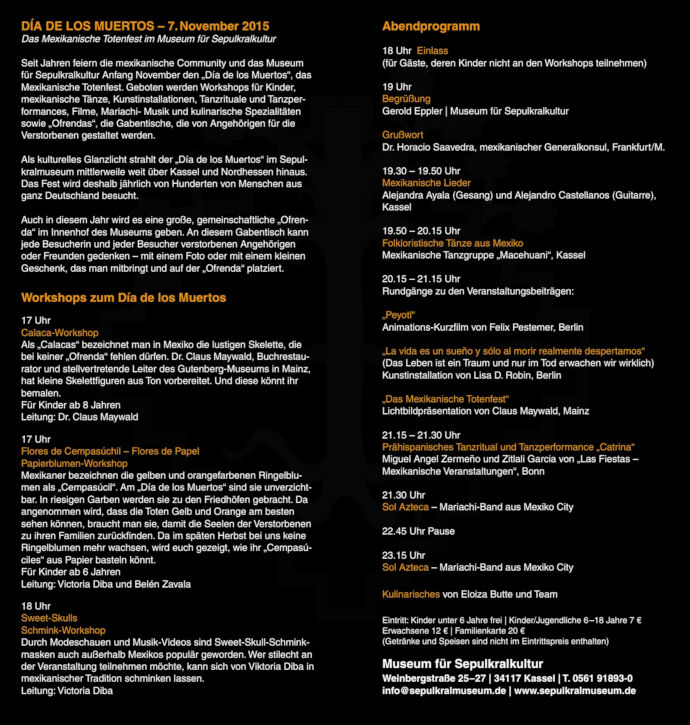 DÍA DE LOS MUERTOS – 7. November 2015
Das Mexikanische Totenfest im Museum für Sepulkralkultur
Seit Jahren feiern die mexikanische Community und das Museum
für Sepulkralkultur Anfang November den „Día de los Muertos“, das
Mexikanische Totenfest. Geboten werden Workshops für Kinder,
mexikanische Tänze, Kunstinstallationen, Tanzrituale und Tanzper-
formances, Filme, Mariachi- Musik und kulinarische Spezialitäten
sowie „Ofrendas“, die Gabentische, die von Angehörigen für die
Verstorbenen gestaltet werden.
Als kulturelles Glanzlicht strahlt der „Día de los Muertos“ im Sepul-
kralmuseum mittlerweile weit über Kassel und Nordhessen hinaus.
Das Fest wird deshalb jährlich von Hunderten von Menschen aus
ganz Deutschland besucht.
Auch in diesem Jahr wird es eine große, gemeinschaftliche „Ofren-
da“ im Innenhof des Museums geben. An diesem Gabentisch kann
jede Besucherin und jeder Besucher verstorbenen Angehörigen
oder Freunden gedenken – mit einem Foto oder mit einem kleinen
Geschenk, das man mitbringt und auf der „Ofrenda“ platziert.
Workshops zum Día de los Muertos
17 Uhr
Calaca-Workshop
Als „Calacas“ bezeichnet man in Mexiko die lustigen Skelette, die
bei keiner „Ofrenda“ fehlen dürfen. Dr. Claus Maywald, Buchrestau-
rator und stellvertretende Leiter des Gutenberg-Museums in Mainz,
hat kleine Skelettfiguren aus Ton vorbereitet. Und diese könnt ihr
bemalen.
Für Kinder ab 8 Jahren
Leitung: Dr. Claus Maywald
17 Uhr
Flores de Cempasúchil – Flores de Papel
Papierblumen-Workshop
Mexikaner bezeichnen die gelben und orangefarbenen Ringelblu-
men als „Cempasúcil“. Am „Día de los Muertos“ sind sie unverzicht-
bar. In riesigen Garben werden sie zu den Friedhöfen gebracht. Da
angenommen wird, dass die Toten Gelb und Orange am besten
sehen können, braucht man sie, damit die Seelen der Verstorbenen
zu ihren Familien zurückfinden. Da im späten Herbst bei uns keine
Ringelblumen mehr wachsen, wird euch gezeigt, wie ihr „Cempasú-
ciles“ aus Papier basteln könnt.
Für Kinder ab 6 Jahren
Leitung: Victoria Diba und Belén Zavala
18 Uhr
Sweet-Skulls
Schmink-Workshop
Durch Modeschauen und Musik-Videos sind Sweet-Skull-Schmink-
masken auch außerhalb Mexikos populär geworden. Wer stilecht an
der Veranstaltung teilnehmen möchte, kann sich von Viktoria Diba in
mexikanischer Tradition schminken lassen.
Leitung: Victoria Diba
Abendprogramm
18 Uhr Einlass
(für Gäste, deren Kinder nicht an den Workshops teilnehmen)
19 Uhr
Begrüßung
Gerold Eppler | Museum für Sepulkralkultur
Grußwort
Dr. Horacio Saavedra, mexikanischer Generalkonsul, Frankfurt/M.
19.30 – 19.50 Uhr
Mexikanische Lieder
Alejandra Ayala (Gesang) und Alejandro Castellanos (Guitarre),
Kassel
19.50 – 20.15 Uhr
Folkloristische Tänze aus Mexiko
Mexikanische Tanzgruppe „Macehuani“, Kassel
20.15 – 21.15 Uhr
Rundgänge zu den Veranstaltungsbeiträgen:
„Peyotl“
Animations-Kurzfilm von Felix Pestemer, Berlin
„La vida es un sueño y sólo al morir realmente despertamos“
(Das Leben ist ein Traum und nur im Tod erwachen wir wirklich)
Kunstinstallation von Lisa D. Robin, Berlin
„Das Mexikanische Totenfest“
Lichtbildpräsentation von Claus Maywald, Mainz
21.15 – 21.30 Uhr
Prähispanisches Tanzritual und Tanzperformance „Catrina“
Miguel Angel Zermeño und Zitlali Garcia von „Las Fiestas –
Mexikanische Veranstaltungen“, Bonn
21.30 Uhr
Sol Azteca – Mariachi-Band aus Mexiko City
22.45 Uhr Pause
23.15 Uhr
Sol Azteca – Mariachi-Band aus Mexiko City
Kulinarisches von Eloiza Butte und Team
Eintritt: Kinder unter 6 Jahre frei | Kinder/Jugendliche 6–18 Jahre 7 €
Erwachsene 12 € | Familienkarte 20 €
(Getränke und Speisen sind nicht im Eintrittspreis enthalten)
Museum für Sepulkralkultur
Weinbergstraße 25–27 | 34117 Kassel | T. 0561 91893-0
info@sepulkralmuseum.de | www.sepulkralmuseum.de